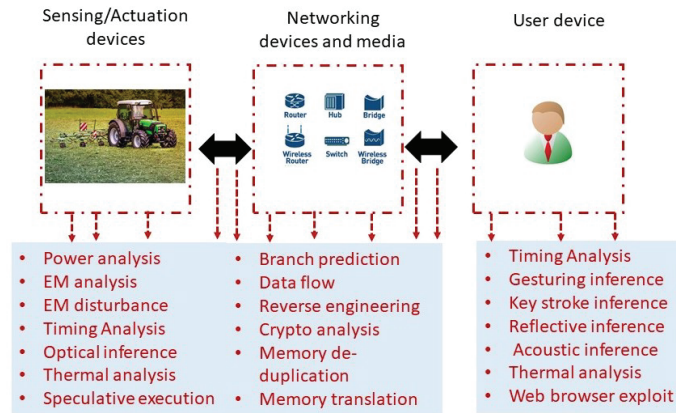 Sensing/Actuation
devices
Networking
devices and media
User device
Router
Hub
Bridge
Wireless
Router
Switch
Wireless
Bridge
• Power analysis
• EM analysis
• EM disturbance
• Timing Analysis
• Optical inference
• Thermal analysis
• Speculative execution
• Branch prediction
• Data flow
• Reverse engineering
• Crypto analysis
• Memory de-
duplication
• Memory translation
• Timing Analysis
• Gesturing inference
• Key stroke inference
• Reflective inference
• Acoustic inference
• Thermal analysis
• Web browser exploit